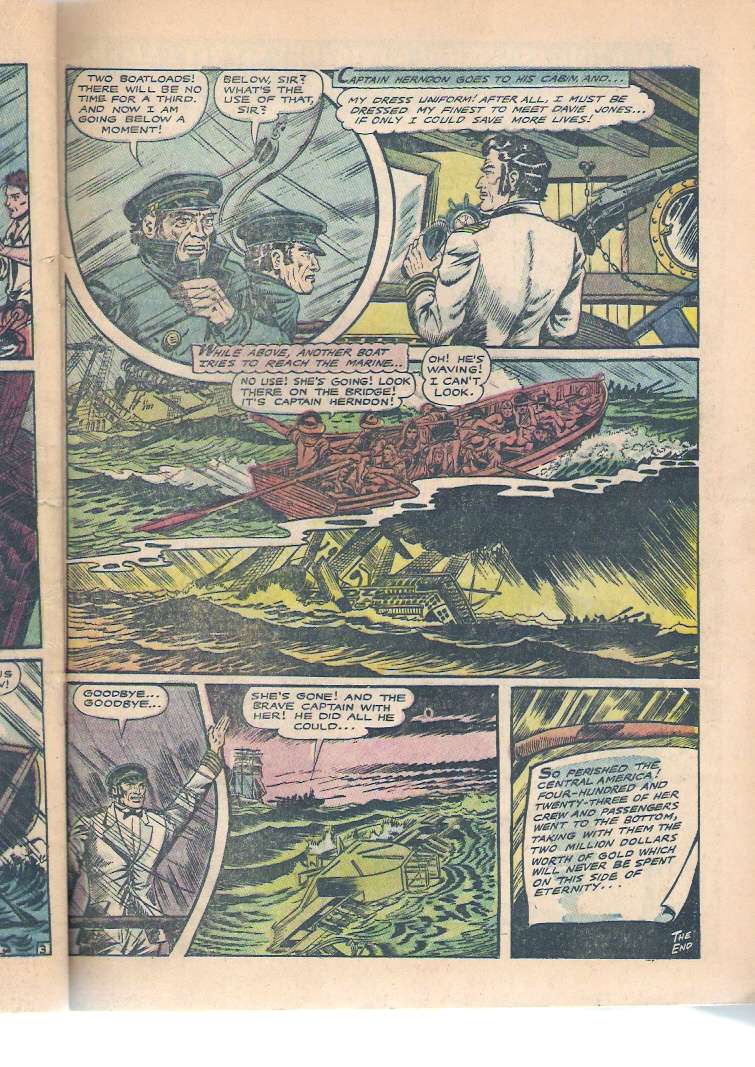 TWO BOATLOADS!
THERE WILL BE NO
TIME FOR A THIRD.
AND NOW I AM
GOING BELOW A
MOMENT!
BELOW, SIR?
WHAT'S THE
USE OF THAT,
SIR?
CAPTAIN HERNDON GOES TO HIS CABIN, AND...
MY DRESS UNIFORM! AFTER ALL, I MUST BE
DRESSED MY FINEST TO MEET DAVIE JONES...
IF ONLY I COULD SAVE MORE LIVES!
WHILE ABOVE, ANOTHER BOAT
TRIES TO REACH THE MARINE...
NO USE! SHE'S GOING! LOOK
THERE ON THE BRIDGE!
IT'S CAPTAIN HERNDON!
OH! HE'S
WAVING!
I CAN'T
LOOK.
GOODBYE...
GOODBYE...
SHE'S GONE! AND THE
BRAVE CAPTAIN WITH
HER! HE DID ALL HE
COULD...
SO PERISHED THE
CENTRAL AMERICA!
FOUR-HUNDRED AND
TWENTY-THREE OF HER
CREW AND PASSENGERS
WENT TO THE BOTTOM,
TAKING WITH THEM THE
TWO MILLION DOLLARS
WORTH OF GOLD WHICH
WILL NEVER BE SPENT
ON THIS SIDE OF
ETERNITY...
THE
END
US
W!
3